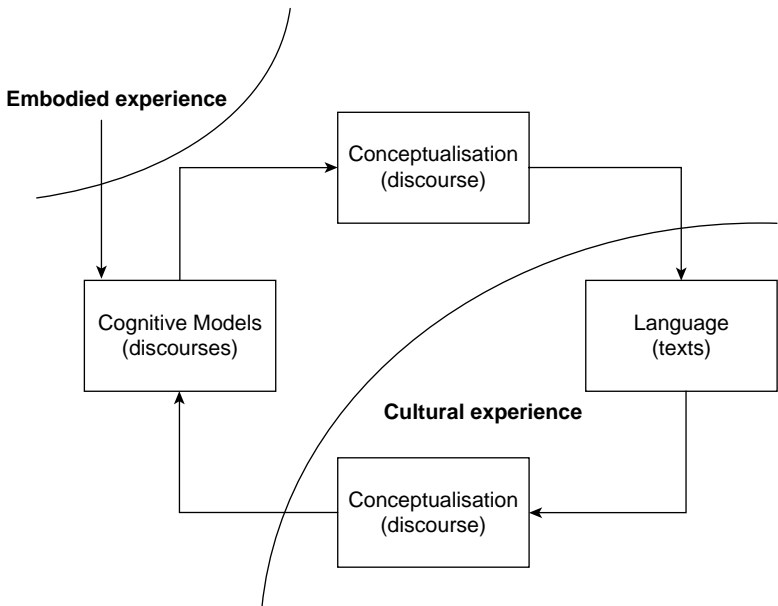 Embodied experience
Conceptualisation
(discourse)
Cognitive Models
(discourses)
Language
(texts)
Cultural experience
Conceptualisation
(discourse)